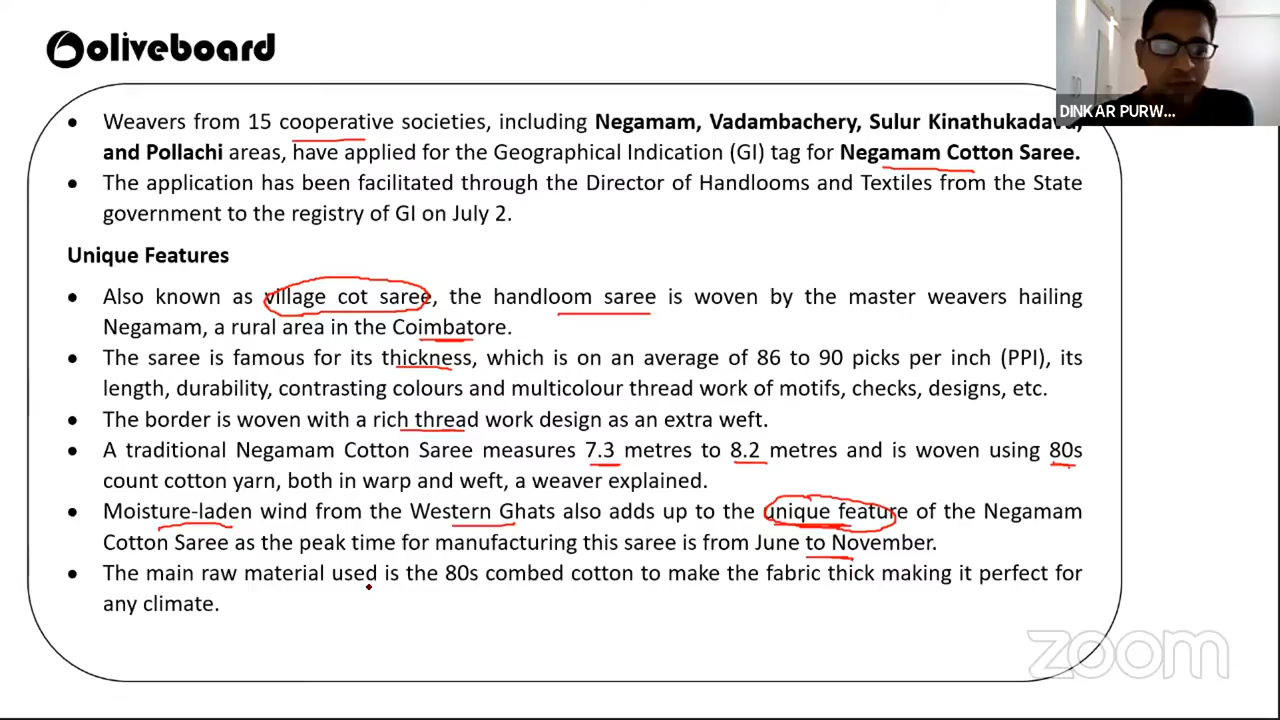 oliveboard
DINKAR PURW...
• Weavers from 15 cooperative societies, including Negamam, Vadambachery, Sulur Kinathukadavu,
and Pollachi areas, have applied for the Geographical Indication (GI) tag for Negamam Cotton Saree.
• The application has been facilitated through the Director of Handlooms and Textiles from the State
government to the registry of GI on July 2.
Unique Features
• Also known as village cot saree, the handloom saree is woven by the master weavers hailing
Negamam, a rural area in the Coimbatore.
• The saree is famous for its thickness, which is on an average of 86 to 90 picks per inch (PPI), its
length, durability, contrasting colours and multicolour thread work of motifs, checks, designs, etc.
• The border is woven with a rich thread work design as an extra weft.
• A traditional Negamam Cotton Saree measures 7.3 metres to 8.2 metres and is woven using 80s
count cotton yarn, both in warp and weft, a weaver explained.
• Moisture-laden wind from the Western Ghats also adds up to the unique feature of the Negamam
Cotton Saree as the peak time for manufacturing this saree is from June to November.
• The main raw material used is the 80s combed cotton to make the fabric thick making it perfect for
any climate.
zoom